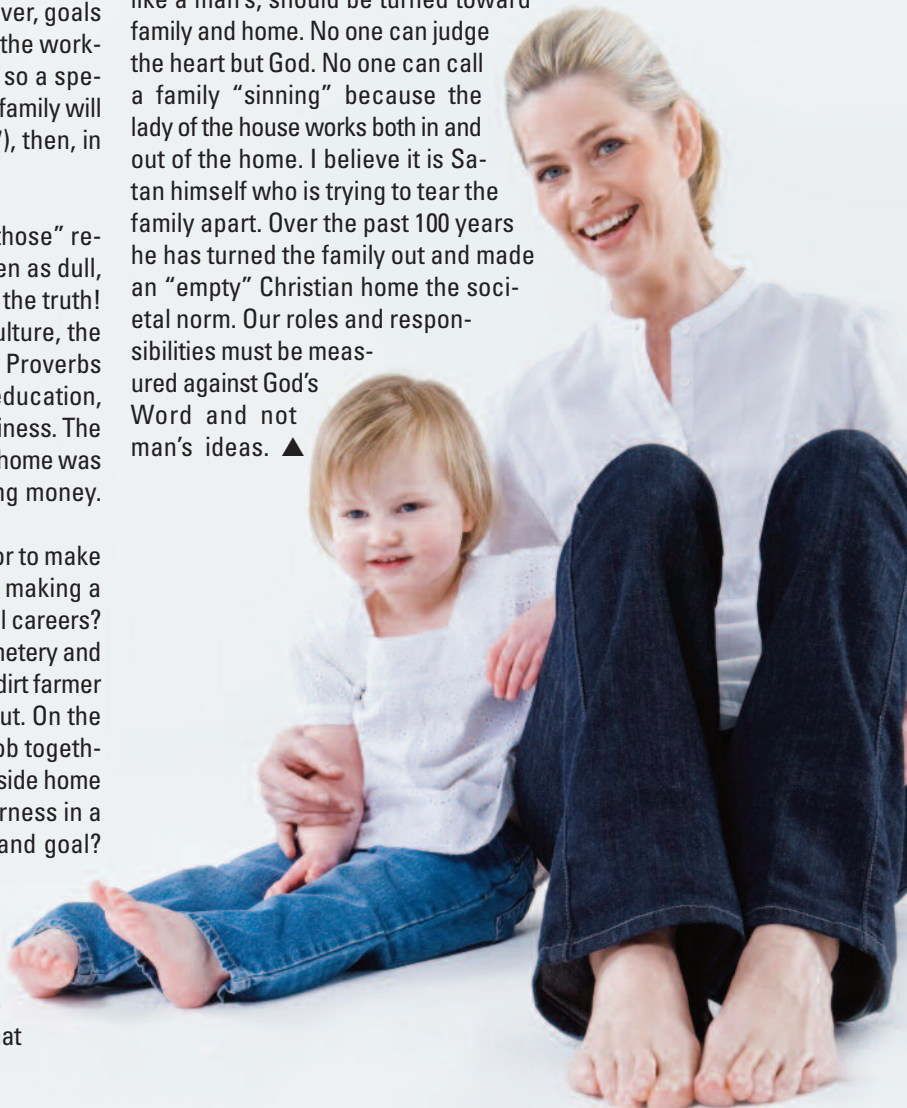 ver, goals
the work-
so a spe-
family will
"), then, in
those" re-
en as dull,
the truth!
ulture, the
Proverbs
education,
iness. The
home was
ng money.
or to make
making a
l careers?
netery and
dirt farmer
ut. On the
ob togeth-
side home
rness in a
and goal?
at
like a man's, should be turned toward
family and home. No one can judge
the heart but God. No one can call
a family "sinning" because the
lady of the house works both in and
out of the home. I believe it is Sa-
tan himself who is trying to tear the
family apart. Over the past 100 years
he has turned the family out and made
an "empty" Christian home the soci-
etal norm. Our roles and respon-
sibilities must be meas-
ured against God's
Word and not
man's ideas. ▲